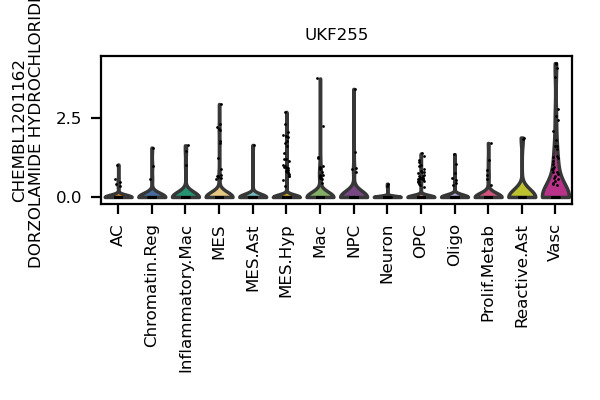 UKF255
CHEMBL1201162
DORZOLAMIDE HYDROCHLORIDE
2.5
0.0
AC
Chromatin.Reg
Inflammatory.Mac
MES
MES.Ast
MES.Hyp
Mac
NPC
Neuron
OPC
Oligo
Prolif.Metab
Reactive.Ast
Vasc